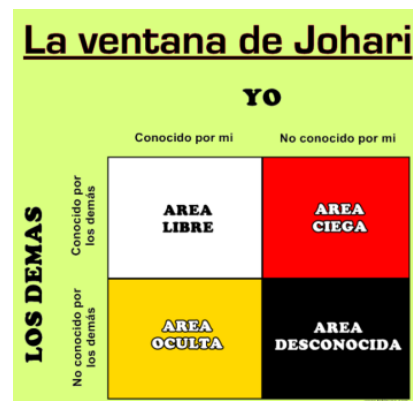 La ventana de Johari
YO
Conocido por mi
No conocido por mi
LOS DEMAS
Conocido por
los demás
AREA
LIBRE
AREA
CIEGA
No conocido por
los demás
AREA
OCULTA
AREA
DESCONOCIDA